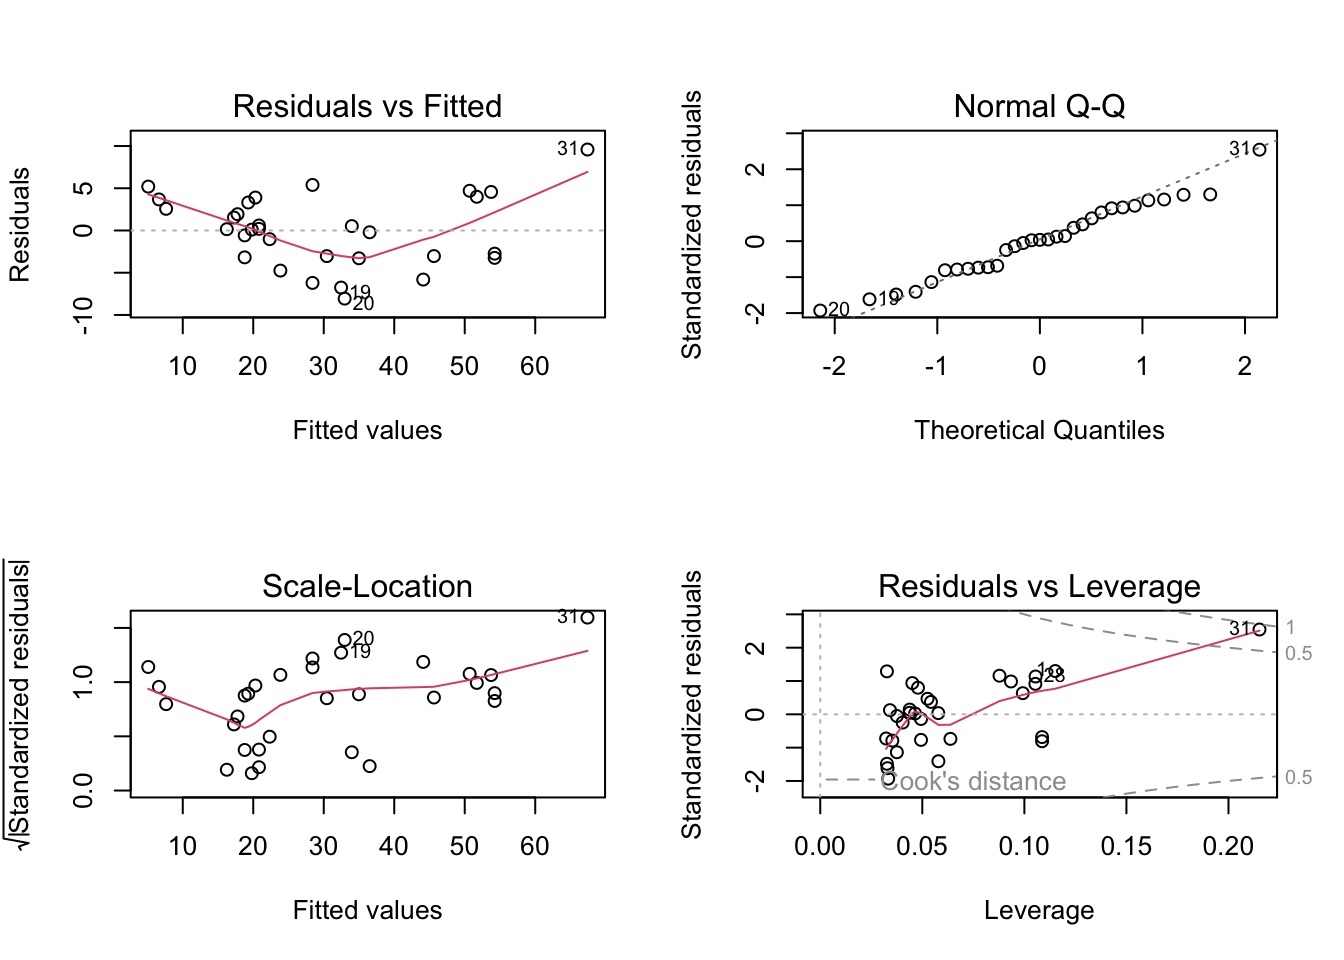 Residuals vs Fitted
Residuals
5
0
-10
31
19
20
10 20 30 40 50 60
Fitted values
Normal Q-Q
Standardized residuals
2
0
-2
31
20
19
-2 -1 0 1 2
Theoretical Quantiles
Scale-Location
√|Standardized residuals|
1.0
0.0
31
20
19
10 20 30 40 50 60
Fitted values
Residuals vs Leverage
Standardized residuals
2
0
-2
31
1
28
1
0.5
0.5
Cook's distance
0.00 0.05 0.10 0.15 0.20
Leverage